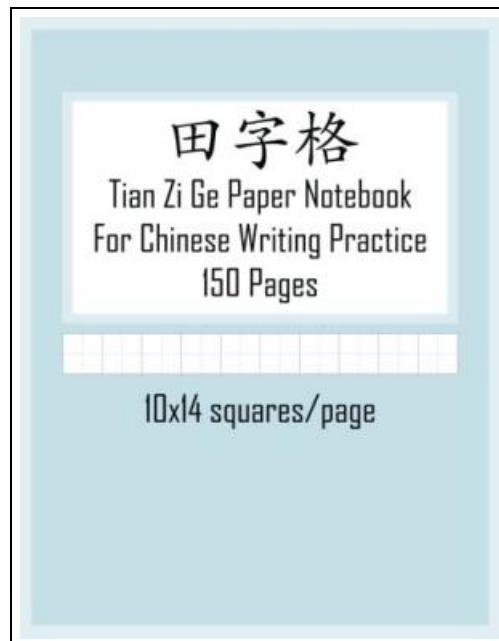 田字格
Tian Zi Ge Paper Notebook
For Chinese Writing Practice
150 Pages
10x14 squares/page